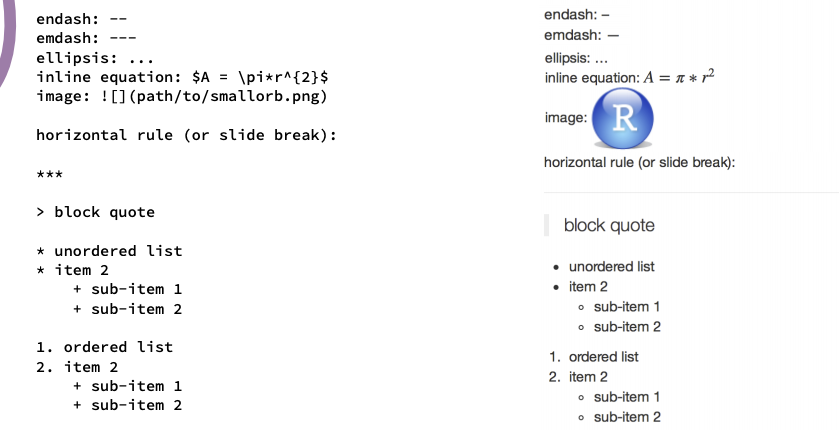 endash: --
emdash: ---
ellipsis: ...
inline equation: $A = \pi*r^{2}$
image: ![](path/to/smallorb.png)
horizontal rule (or slide break):
***
> block quote
* unordered list
* item 2
    + sub-item 1
    + sub-item 2
1. ordered list
2. item 2
    + sub-item 1
    + sub-item 2
endash: –
emdash: —
ellipsis: …
inline equation: A = π ∗ r²
image: R
horizontal rule (or slide break):
block quote
• unordered list
• item 2
    ◦ sub-item 1
    ◦ sub-item 2
1. ordered list
2. item 2
    ◦ sub-item 1
    ◦ sub-item 2